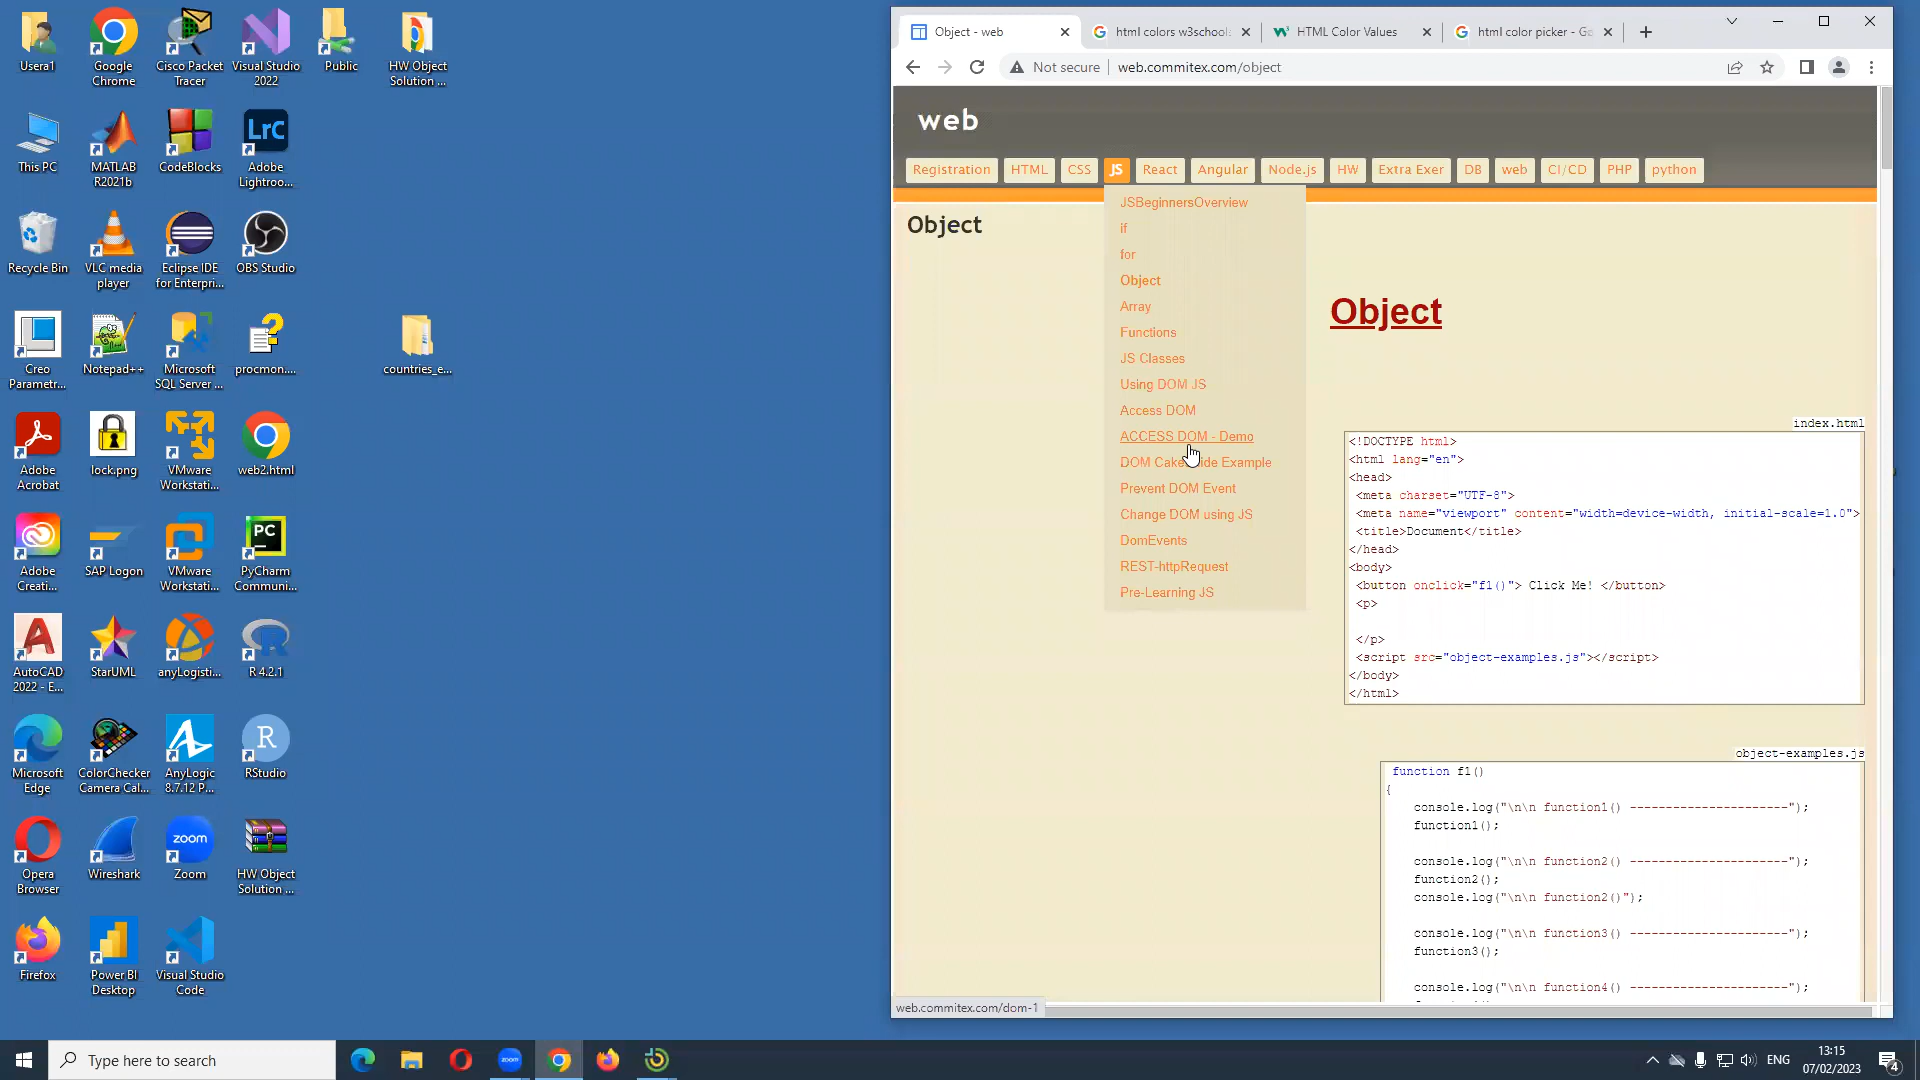 Usera1
Google
Chrome
Cisco Packet
Tracer
Visual Studio
2022
Public
HW Object
Solution ...
This PC
MATLAB
R2021b
CodeBlocks
Lrc
Adobe
Lightroo...
Recycle Bin
VLC media
player
Eclipse IDE
for Enterpri...
OBS Studio
Creo
Parametr...
Notepad++
Microsoft
SQL Server ...
procmon....
countries_e...
Adobe
Acrobat
lock.png
VMware
Workstati...
web2.html
Adobe
Creati...
SAP Logon
VMware
Workstati...
PC
PyCharm
Communi...
AutoCAD
2022 - E...
StarUML
anyLogisti...
R 4.2.1
Microsoft
Edge
ColorChecker
Camera Cal...
AnyLogic
8.7.12 P...
RStudio
Opera
Browser
Wireshark
zoom
Zoom
HW Object
Solution ...
Firefox
Power BI
Desktop
Visual Studio
Code
Object - web
html colors w3schools
HTML Color Values
html color picker - Go
Not secure
web.commitex.com/object
web
Registration HTML CSS JS React Angular Node.js HW Extra Exer DB web CI/CD PHP python
JSBeginnersOverview
if
for
Object
Array
Functions
JS Classes
Using DOM JS
Access DOM
ACCESS DOM - Demo
Prevent DOM Event
Change DOM using JS
DomEvents
REST-httpRequest
Pre-Learning JS
Object
Object
index.html
<!DOCTYPE html>
<html lang="en">
<head>
<meta charset="UTF-8">
<meta name="viewport" content="width=device-width, initial-scale=1.0">
<title>Document</title>
</head>
<body>
<button onclick="f1()"> Click Me! </button>
<p>
</p>
<script src="object-examples.js"></script>
</body>
</html>
object-examples.js
function f1()
{
console.log("\n\n function1() ----------------------");
function1();
console.log("\n\n function2() ----------------------");
function2();
console.log("\n\n function2()");
console.log("\n\n function3() ----------------------");
function3();
console.log("\n\n function4() ----------------------");
web.commitex.com/dom-1
Type here to search
zoom
ENG
13:15
07/02/2023
4